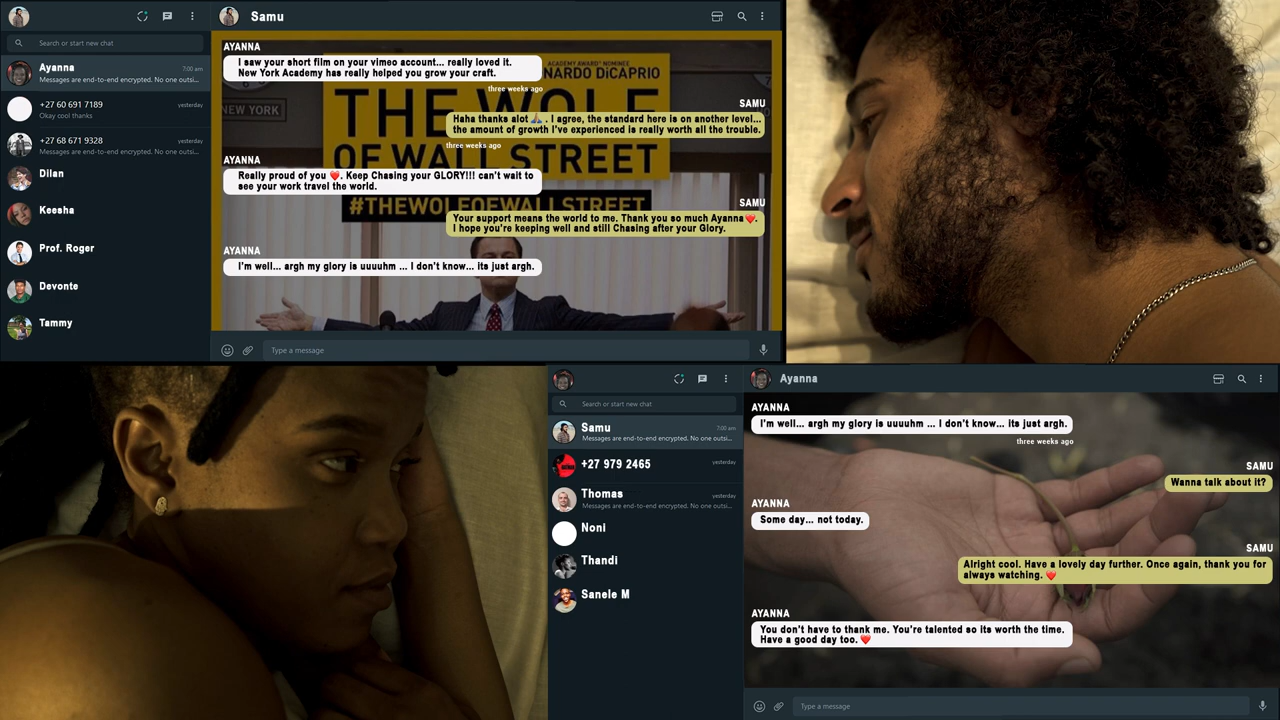 Samu
Search or start new chat
Ayanna
7:00 am
Messages are end-to-end encrypted. No one outsi...
+27 60 691 7189
yesterday
Okay cool thanks
+27 68 671 9328
yesterday
Messages are end-to-end encrypted. No one outsi...
Dilan
Keesha
Prof. Roger
Devonte
Tammy
AYANNA
I saw your short film on your vimeo account... really loved it.
New York Academy has really helped you grow your craft.
three weeks ago
SAMU
Haha thanks alot🙏🏾. I agree, the standard here is on another level...
the amount of growth I've experienced is really worth all the trouble.
three weeks ago
AYANNA
Really proud of you ❤️. Keep Chasing your GLORY!!! can't wait to
see your work travel the world.
SAMU
Your support means the world to me. Thank you so much Ayanna❤️.
I hope you're keeping well and still Chasing after your Glory.
AYANNA
I'm well... argh my glory is uuuuhm ... I don't know... its just argh.
ACADEMY AWARD® NOMINEE
NARDO DiCAPRIO
NEW YORK
THE WOLF
OF WALL STREET
#THEWOLFOFWALLSTREET
Type a message
Ayanna
Search or start new chat
Samu
7:00 am
Messages are end-to-end encrypted. No one outsi...
+27 979 2465
yesterday
Thomas
yesterday
Messages are end-to-end encrypted. No one outsi...
Noni
Thandi
Sanele M
AYANNA
I'm well... argh my glory is uuuuhm ... I don't know... its just argh.
three weeks ago
SAMU
Wanna talk about it?
AYANNA
Some day... not today.
SAMU
Alright cool. Have a lovely day further. Once again, thank you for
always watching. ❤️
AYANNA
You don't have to thank me. You're talented so its worth the time.
Have a good day too.❤️
Type a message